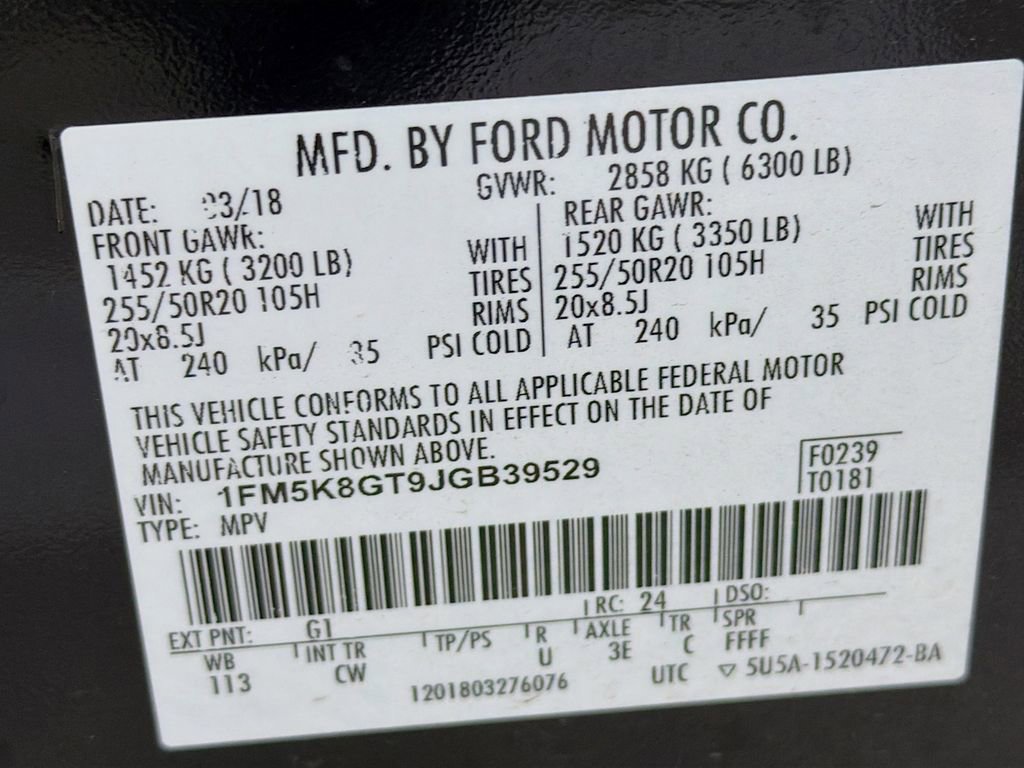 MFD. BY FORD MOTOR CO.
DATE: 03/18 GVWR: 2858 KG ( 6300 LB)
FRONT GAWR: REAR GAWR:
1452 KG ( 3200 LB) WITH 1520 KG ( 3350 LB) WITH
255/50R20 105H TIRES 255/50R20 105H TIRES
20x8.5J RIMS 20x8.5J RIMS
AT 240 kPa/ 35 PSI COLD AT 240 kPa/ 35 PSI COLD
THIS VEHICLE CONFORMS TO ALL APPLICABLE FEDERAL MOTOR
VEHICLE SAFETY STANDARDS IN EFFECT ON THE DATE OF
MANUFACTURE SHOWN ABOVE.
VIN: 1FM5K8GT9JGB39529 F0239
TYPE: MPV T0181
EXT PNT: G1 RC: 24 DSO:
WB INT TR TP/PS R AXLE TR SPR
113 CW U 3E C FFFF
1201803276076 UTC ▽ 5U5A-1520472-BA